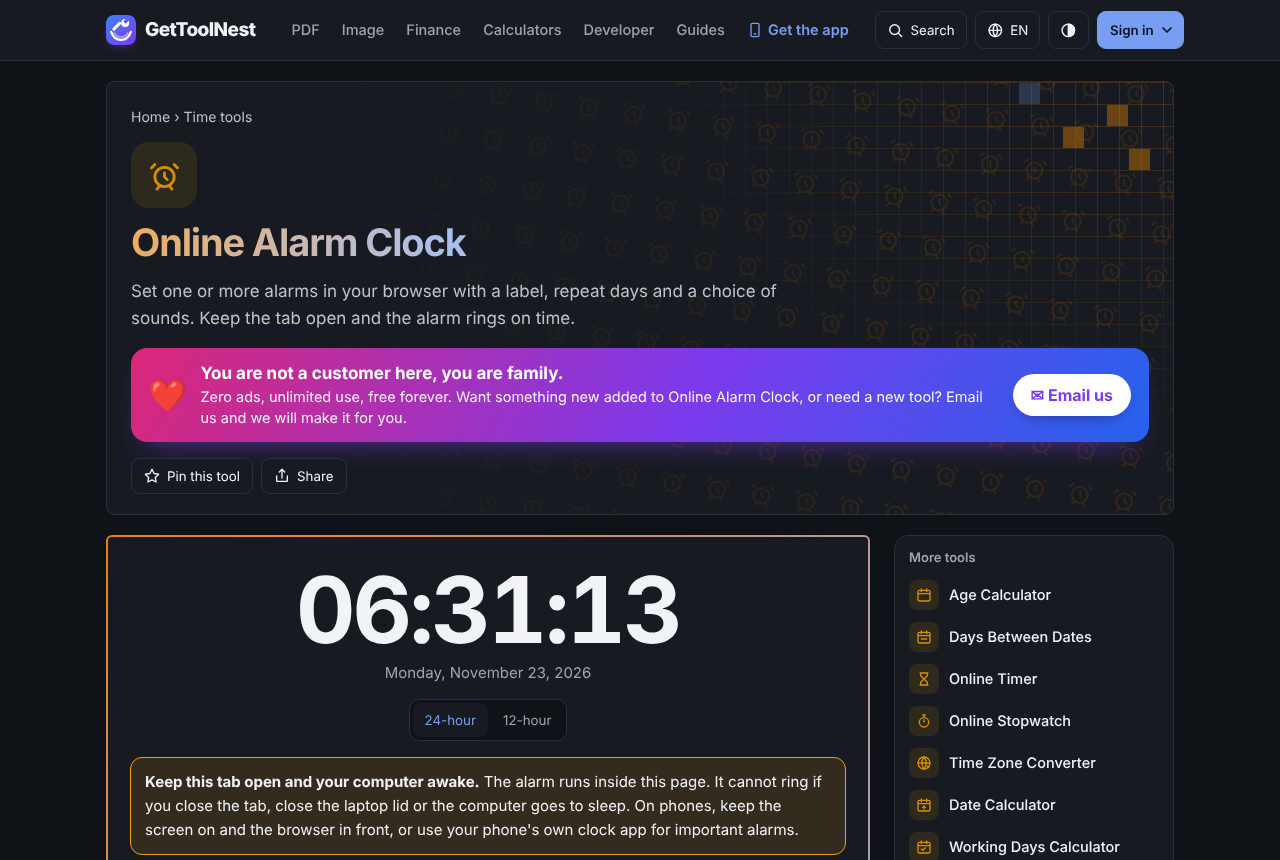 GetToolNest
PDF
Image
Finance
Calculators
Developer
Guides
Get the app
Search
EN
Sign in
Home › Time tools
Online Alarm Clock
Set one or more alarms in your browser with a label, repeat days and a choice of
sounds. Keep the tab open and the alarm rings on time.
You are not a customer here, you are family.
Zero ads, unlimited use, free forever. Want something new added to Online Alarm Clock, or need a new tool? Email
us and we will make it for you.
✉ Email us
Pin this tool
Share
06:31:13
Monday, November 23, 2026
24-hour
12-hour
Keep this tab open and your computer awake. The alarm runs inside this page. It cannot ring if
you close the tab, close the laptop lid or the computer goes to sleep. On phones, keep the
screen on and the browser in front, or use your phone's own clock app for important alarms.
More tools
Age Calculator
Days Between Dates
Online Timer
Online Stopwatch
Time Zone Converter
Date Calculator
Working Days Calculator